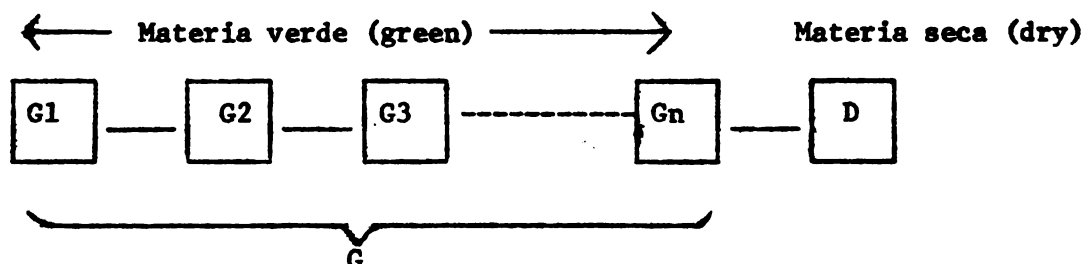 Materia verde (green) Materia seca (dry)
G1 G2 G3 Gn D
G